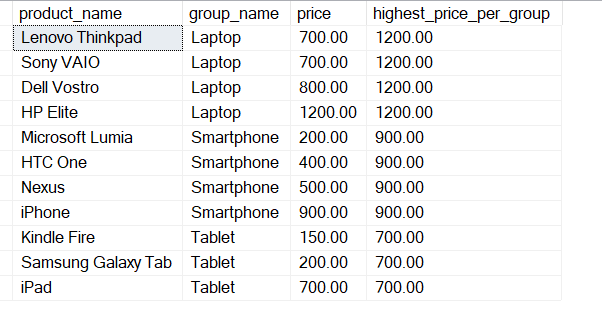 product_name group_name price highest_price_per_group
Lenovo Thinkpad Laptop 700.00 1200.00
Sony VAIO Laptop 700.00 1200.00
Dell Vostro Laptop 800.00 1200.00
HP Elite Laptop 1200.00 1200.00
Microsoft Lumia Smartphone 200.00 900.00
HTC One Smartphone 400.00 900.00
Nexus Smartphone 500.00 900.00
iPhone Smartphone 900.00 900.00
Kindle Fire Tablet 150.00 700.00
Samsung Galaxy Tab Tablet 200.00 700.00
iPad Tablet 700.00 700.00